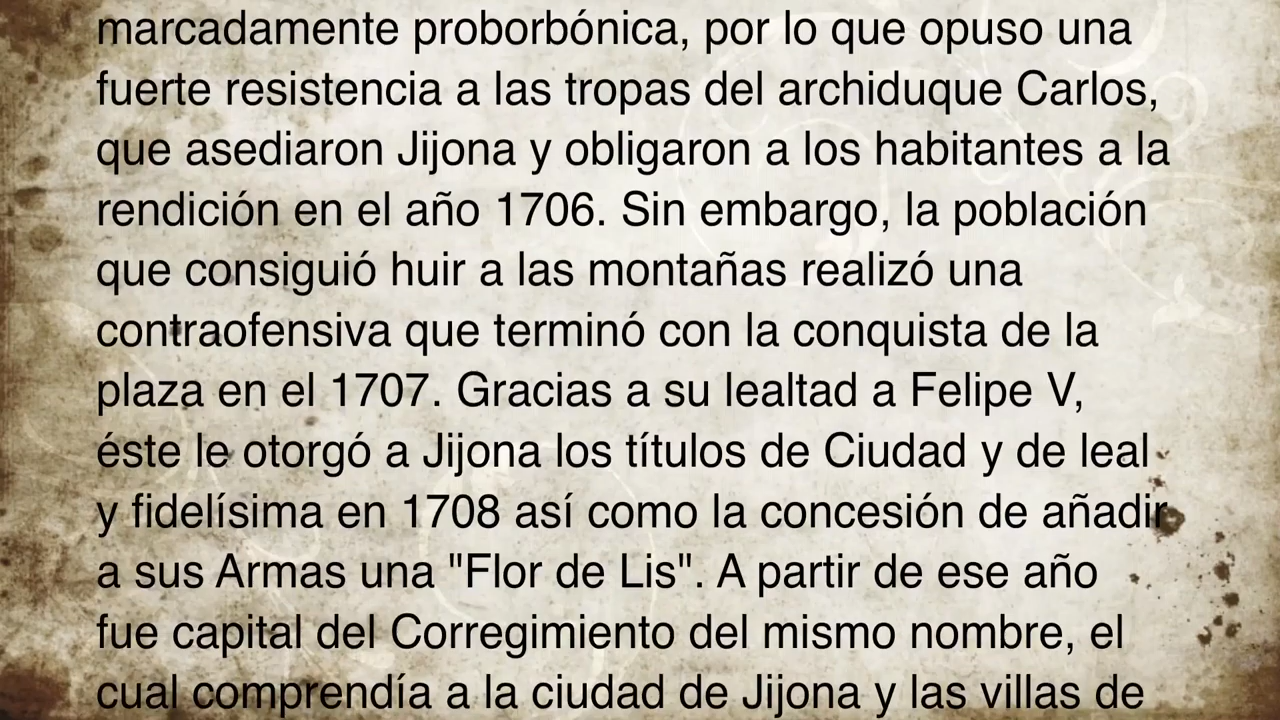 marcadamente proborbónica, por lo que opuso una
fuerte resistencia a las tropas del archiduque Carlos,
que asediaron Jijona y obligaron a los habitantes a la
rendición en el año 1706. Sin embargo, la población
que consiguió huir a las montañas realizó una
contraofensiva que terminó con la conquista de la
plaza en el 1707. Gracias a su lealtad a Felipe V,
éste le otorgó a Jijona los títulos de Ciudad y de leal
y fidelísima en 1708 así como la concesión de añadir
a sus Armas una "Flor de Lis". A partir de ese año
fue capital del Corregimiento del mismo nombre, el
cual comprendía a la ciudad de Jijona y las villas de